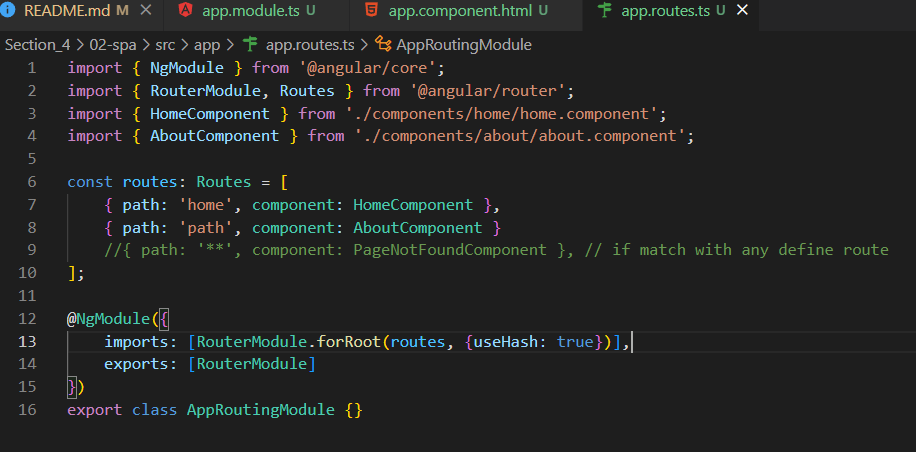 README.md M app.module.ts U app.component.html U app.routes.ts U
Section_4 > 02-spa > src > app > app.routes.ts > AppRoutingModule
1 import { NgModule } from '@angular/core';
2 import { RouterModule, Routes } from '@angular/router';
3 import { HomeComponent } from './components/home/home.component';
4 import { AboutComponent } from './components/about/about.component';
5
6 const routes: Routes = [
7 { path: 'home', component: HomeComponent },
8 { path: 'path', component: AboutComponent }
9 //{ path: '**', component: PageNotFoundComponent }, // if match with any define route
10 ];
11
12 @NgModule({
13 imports: [RouterModule.forRoot(routes, {useHash: true})],
14 exports: [RouterModule]
15 })
16 export class AppRoutingModule {}